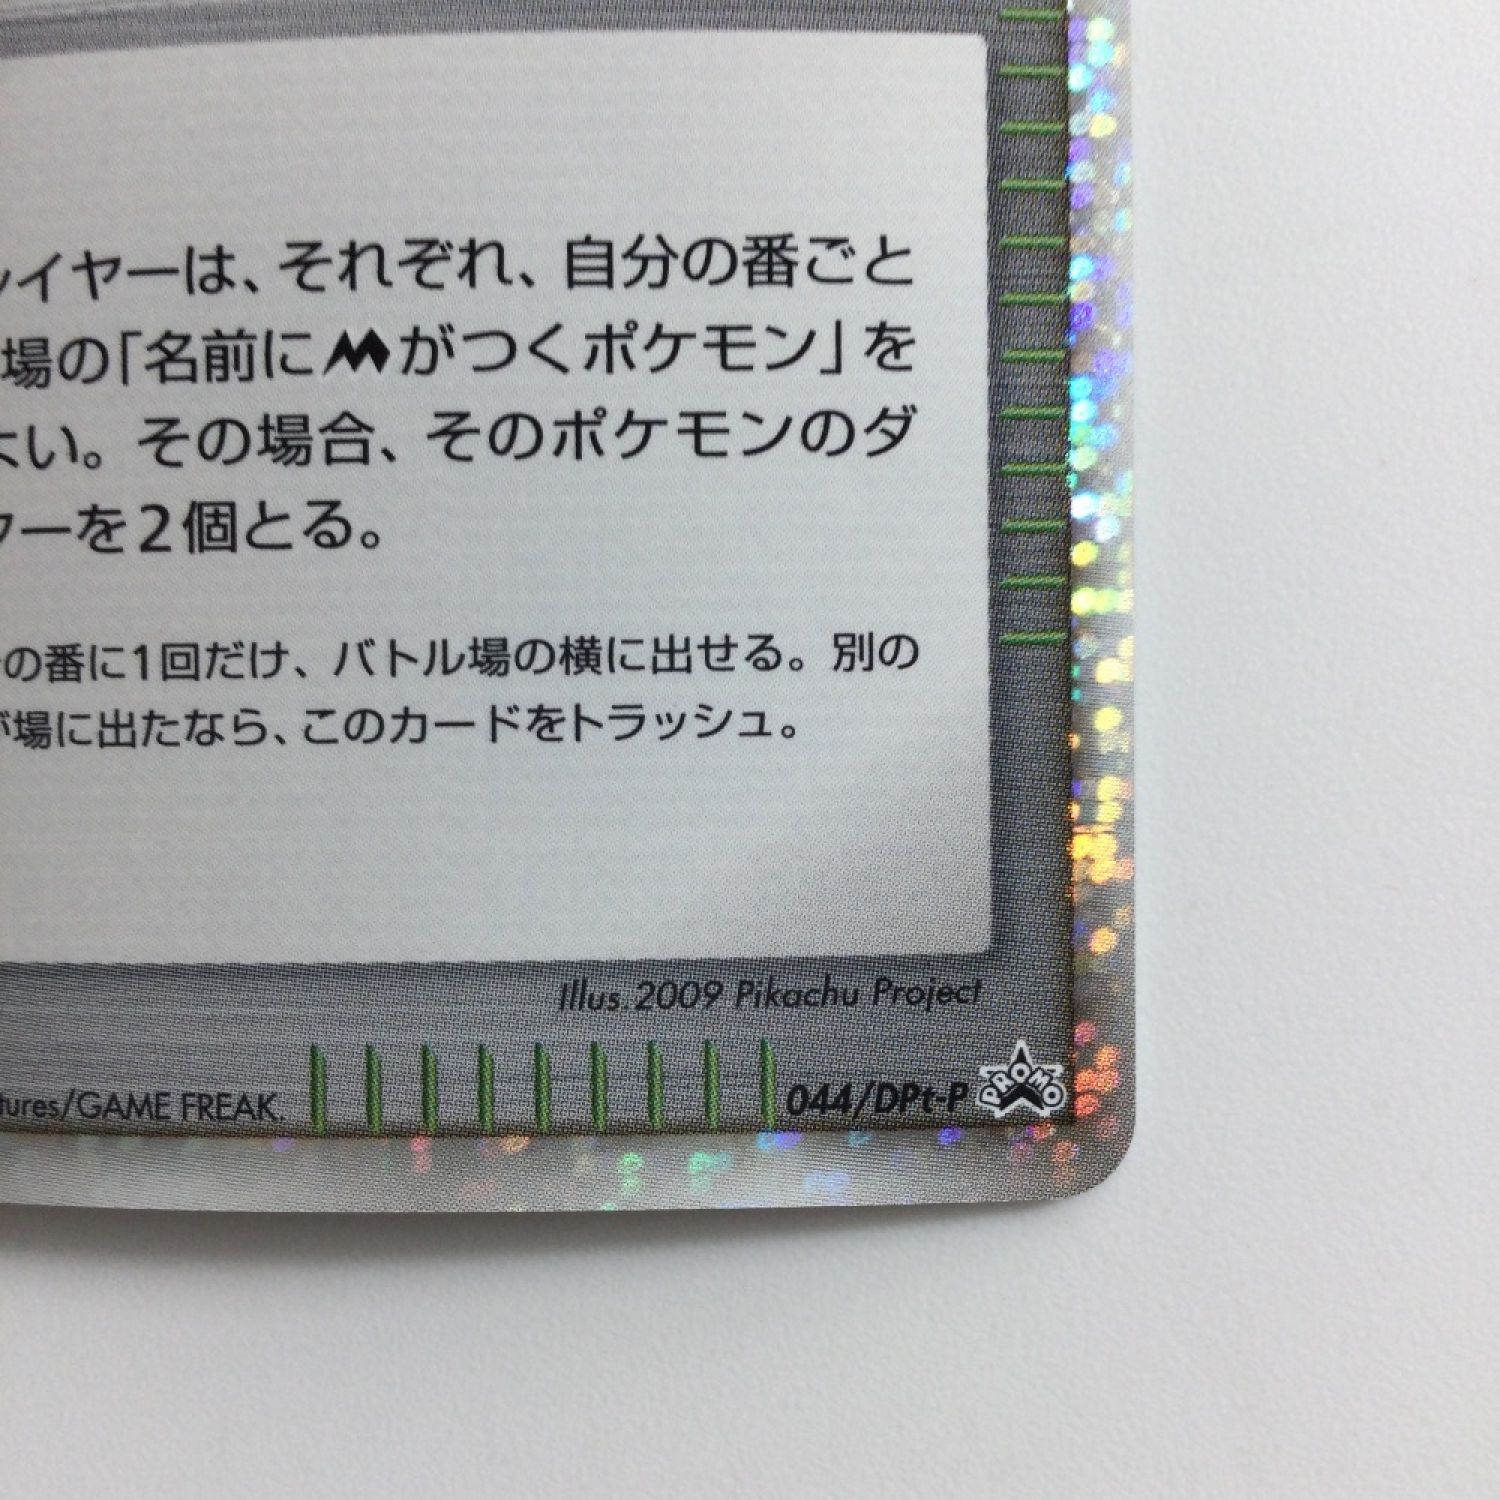 レイヤーは、それぞれ、自分の番ごと
場の「名前にMがつくポケモン」を
よい。その場合、そのポケモンのダ
ターを2個とる。
の番に1回だけ、バトル場の横に出せる。別の
が場に出たなら、このカードをトラッシュ。
Illus.2009 Pikachu Project
tures/GAME FREAK.
044/DPt-P PROMO